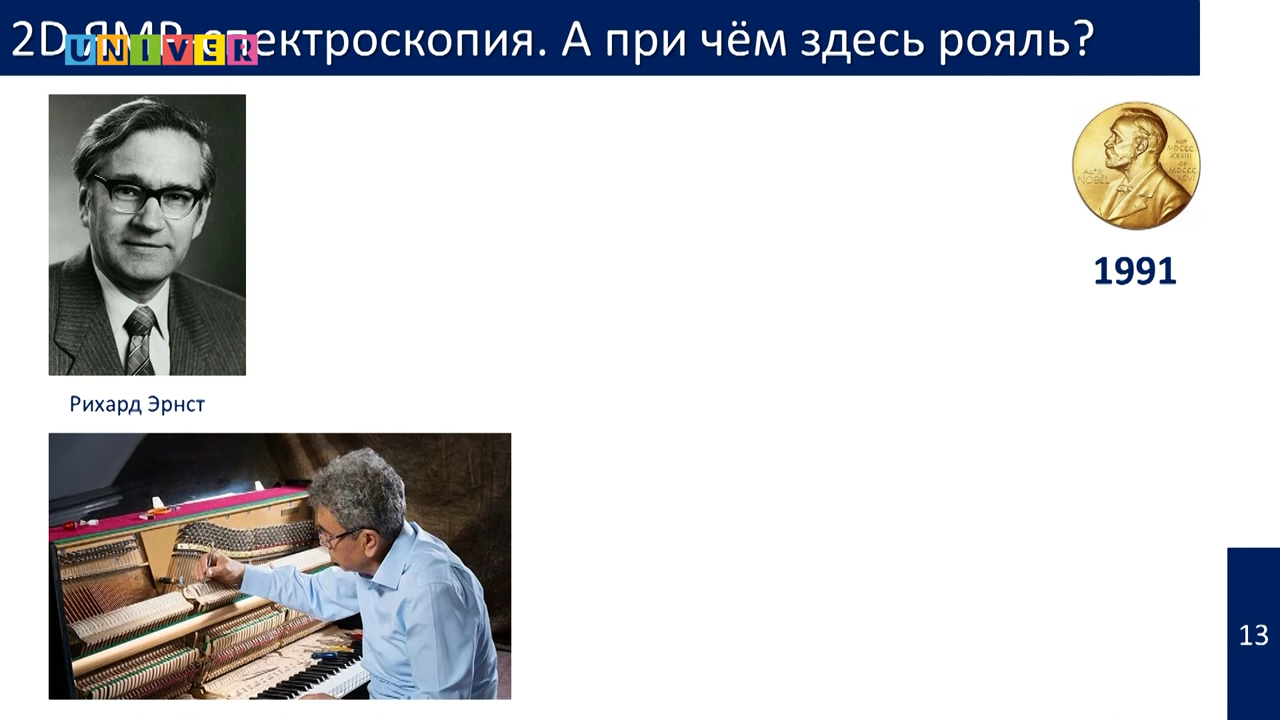 2D ЯМР-спектроскопия. А при чём здесь рояль?
UNIVER
1991
Рихард Эрнст
13